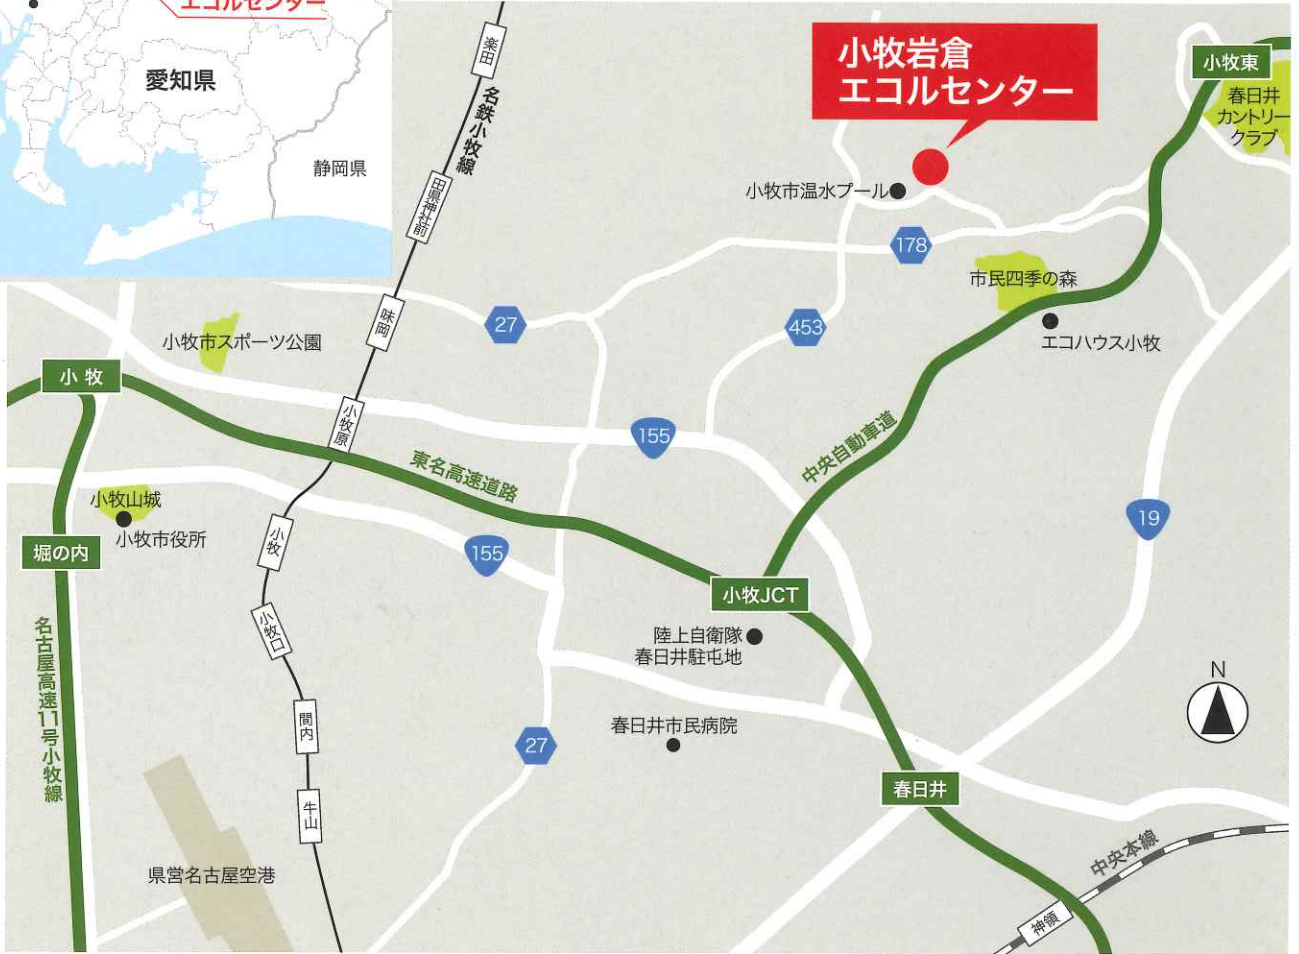 エコルセンター
愛知県
静岡県
楽田
名鉄小牧線
田県神社前
味岡
小牧原
小牧
小牧口
間内
牛山
小牧岩倉
エコルセンター
小牧東
春日井
カントリー
クラブ
小牧市温水プール
178
市民四季の森
27
453
エコハウス小牧
小牧市スポーツ公園
小牧
155
中央自動車道
東名高速道路
小牧山城
小牧市役所
19
堀の内
155
小牧JCT
名古屋高速11号小牧線
陸上自衛隊
春日井駐屯地
N
春日井市民病院
27
春日井
県営名古屋空港
中央本線
神領